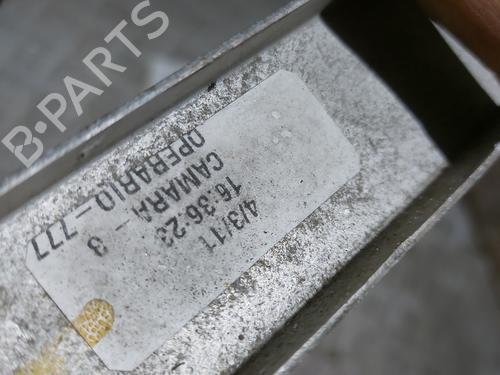 B-PARTS
4/3/11
16:36:23
CAMARA - 3
OPERARIO-777